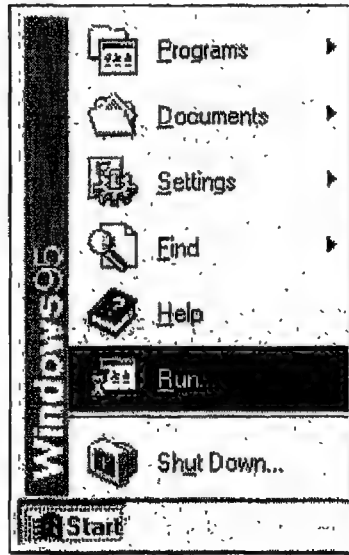 Programs
Documents
Settings
Find
Help
Run...
Shut Down...
Windows95
Start